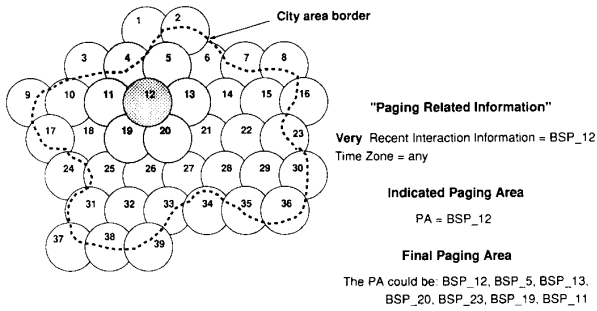 City area border
1 2
3 4 5 6 7 8
9 10 11 12 13 14 15 16
17 18 19 20 21 22 23
24 25 26 27 28 29 30
31 32 33 34 35 36
37 38 39
"Paging Related Information"
Very Recent Interaction Information = BSP_12
Time Zone = any
Indicated Paging Area
PA = BSP_12
Final Paging Area
The PA could be: BSP_12, BSP_5, BSP_13,
BSP_20, BSP_23, BSP_19, BSP_11